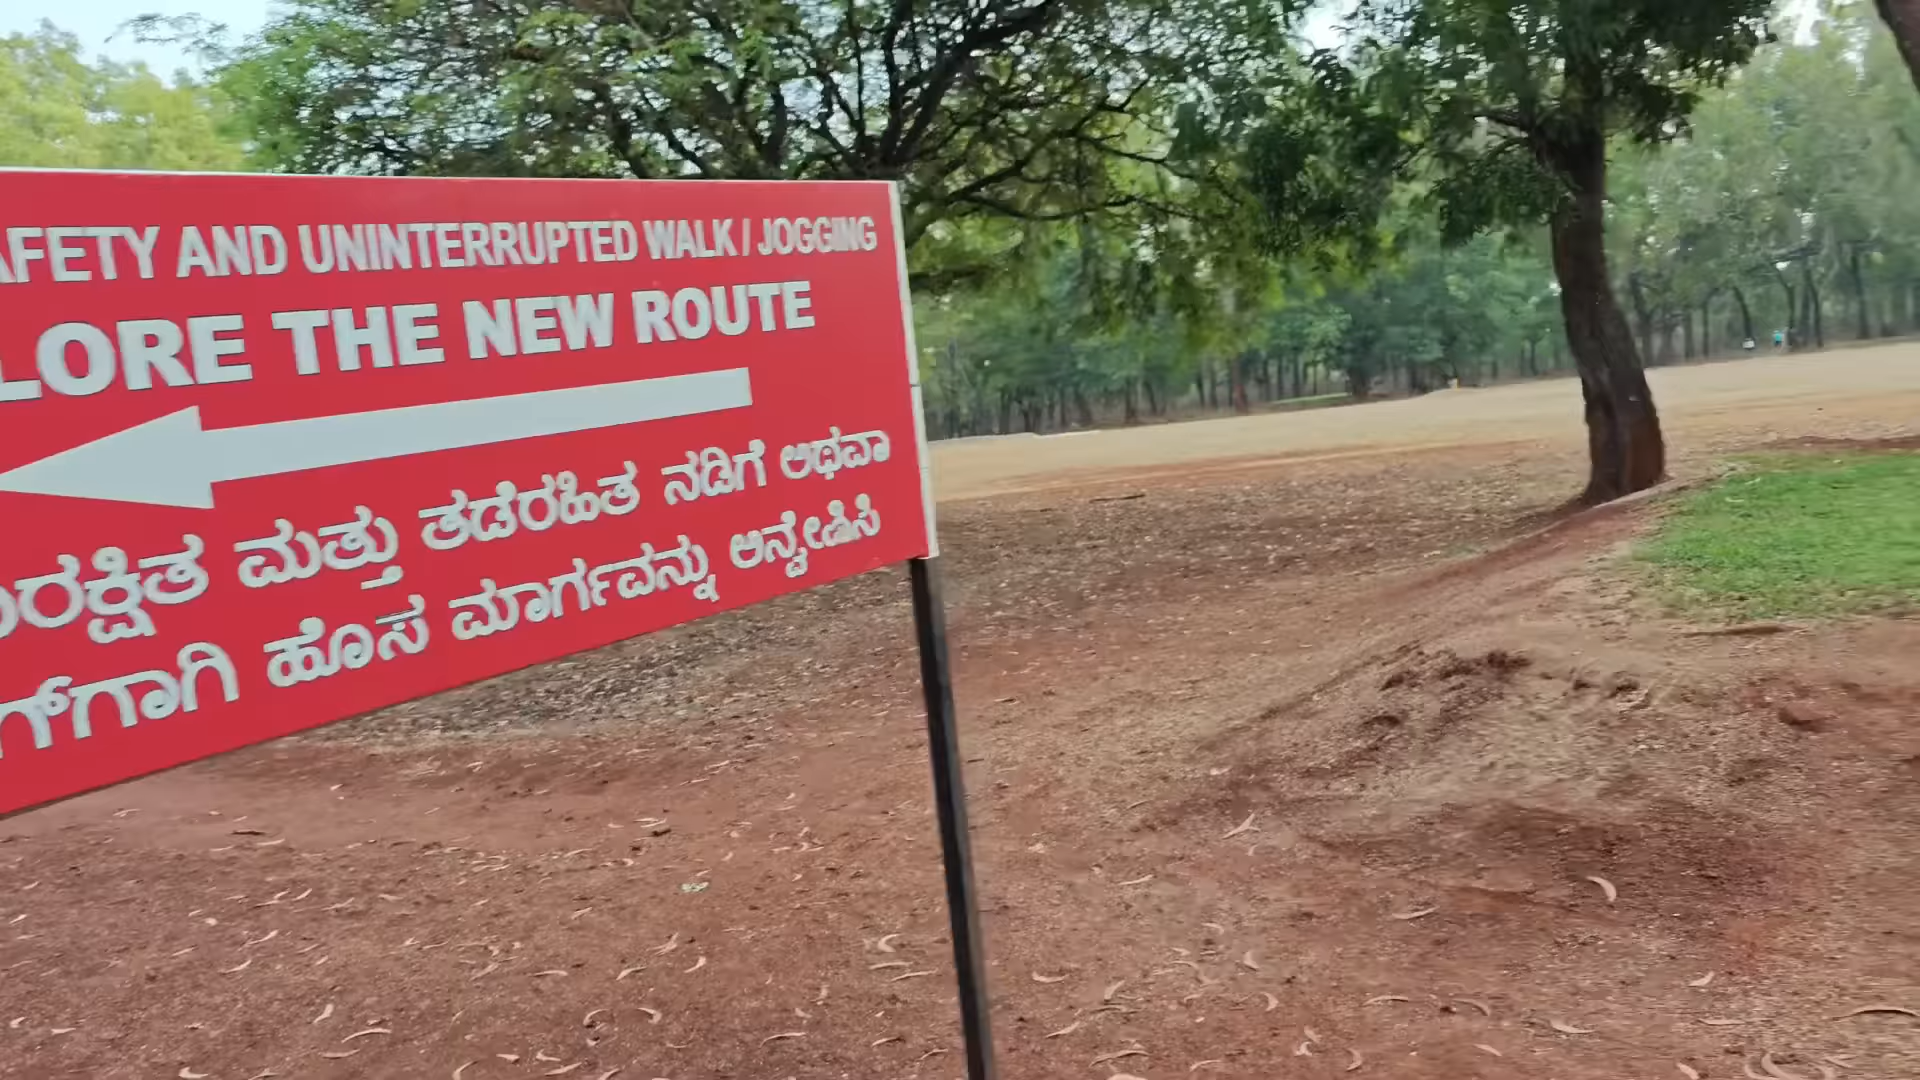 AFETY AND UNINTERRUPTED WALK / JOGGING
LORE THE NEW ROUTE
ುರಕ್ಷಿತ ಮತ್ತು ತಡೆರಹಿತ ನಡಿಗೆ ಅಥವಾ
ಗ್‌ಗಾಗಿ ಹೊಸ ಮಾರ್ಗವನ್ನು ಅನ್ವೇಷಿಸಿ